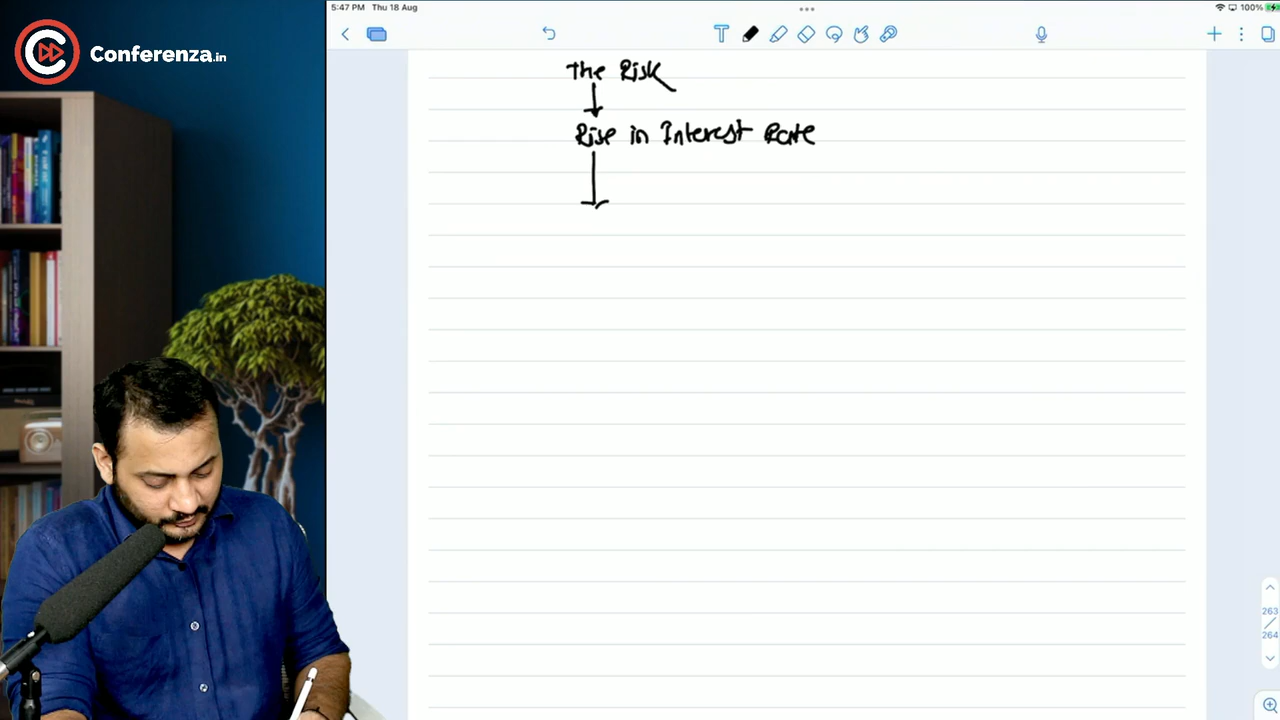 5:47 PM Thu 18 Aug
100%
Conferenza.in
T
The Risk
Rise in Interest Rate
263
264